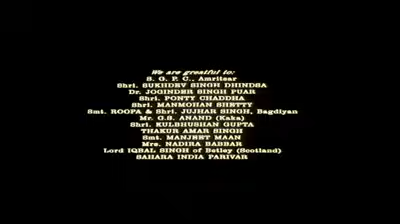 We are greatful to:
S. G. P. C., Amritsar
Shri. SUKHDEV SINGH DHINDSA
Dr. JOGINDER SINGH PUAR
Shri. PONTY CHADDHA
Shri. MANMOHAN SHETTY
Smt. ROOPA & Shri. JUJHAR SINGH, Bagdiyan
Mr. G.S. ANAND (Kaka)
Shri. KULBHUSHAN GUPTA
THAKUR AMAR SINGH
Smt. MANJEET MAAN
Mrs. NADIRA BABBAR
Lord IQBAL SINGH of Betley (Scotland)
SAHARA INDIA PARIVAR